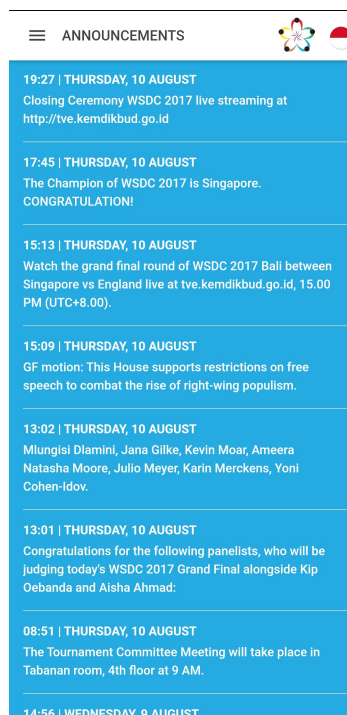 ANNOUNCEMENTS
19:27 | THURSDAY, 10 AUGUST
Closing Ceremony WSDC 2017 live streaming at
http://tve.kemdikbud.go.id
17:45 | THURSDAY, 10 AUGUST
The Champion of WSDC 2017 is Singapore.
CONGRATULATION!
15:13 | THURSDAY, 10 AUGUST
Watch the grand final round of WSDC 2017 Bali between
Singapore vs England live at tve.kemdikbud.go.id, 15.00
PM (UTC+8.00).
15:09 | THURSDAY, 10 AUGUST
GF motion: This House supports restrictions on free
speech to combat the rise of right-wing populism.
13:02 | THURSDAY, 10 AUGUST
Mlungisi Dlamini, Jana Gilke, Kevin Moar, Ameera
Natasha Moore, Julio Meyer, Karin Merckens, Yoni
Cohen-Idov.
13:01 | THURSDAY, 10 AUGUST
Congratulations for the following panelists, who will be
judging today's WSDC 2017 Grand Final alongside Kip
Oebanda and Aisha Ahmad:
08:51 | THURSDAY, 10 AUGUST
The Tournament Committee Meeting will take place in
Tabanan room, 4th floor at 9 AM.
14:56 | WEDNESDAY, 9 AUGUST